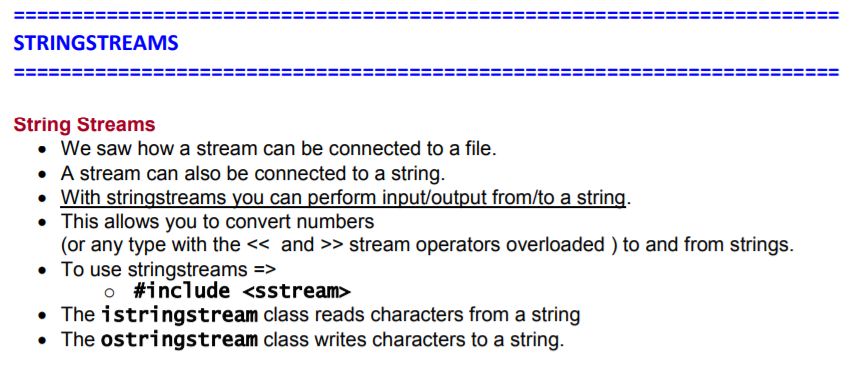 ========================================================================
STRINGSTREAMS
========================================================================
String Streams
• We saw how a stream can be connected to a file.
• A stream can also be connected to a string.
• With stringstreams you can perform input/output from/to a string.
• This allows you to convert numbers
(or any type with the << and >> stream operators overloaded ) to and from strings.
• To use stringstreams =>
o #include <sstream>
• The istringstream class reads characters from a string
• The ostringstream class writes characters to a string.